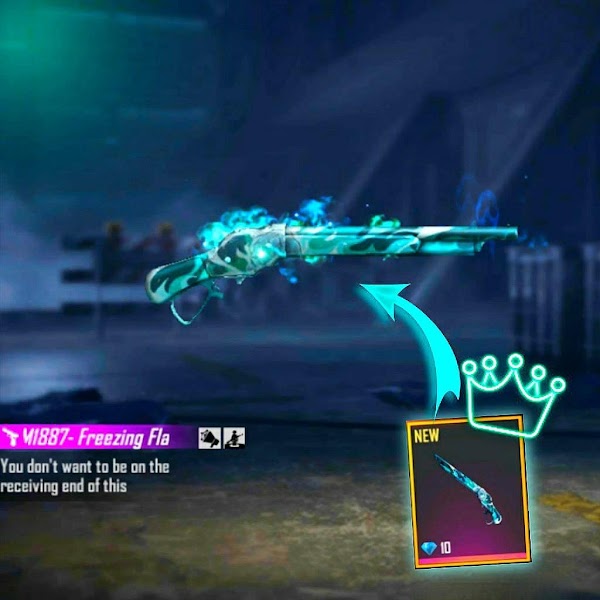 M1887- Freezing Fla
You don't want to be on the
receiving end of this
NEW
10